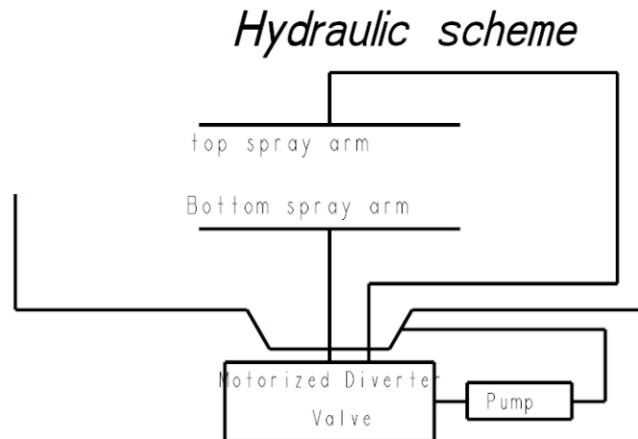 Hydraulic scheme
top spray arm
Bottom spray arm
Motorized Diverter
Valve
Pump